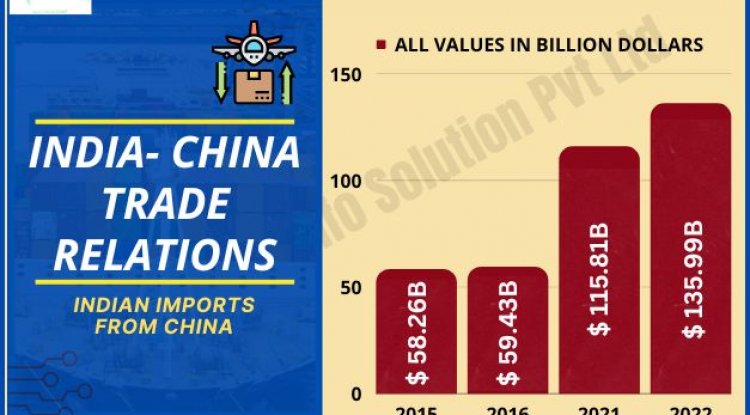 INDIA- CHINA
TRADE
RELATIONS
INDIAN IMPORTS
FROM CHINA
ALL VALUES IN BILLION DOLLARS
150
100
50
0
$ 58.26B
$ 59.43B
$ 115.81B
$ 135.99B
2015
2016
2021
2022
Solution Pvt Ltd